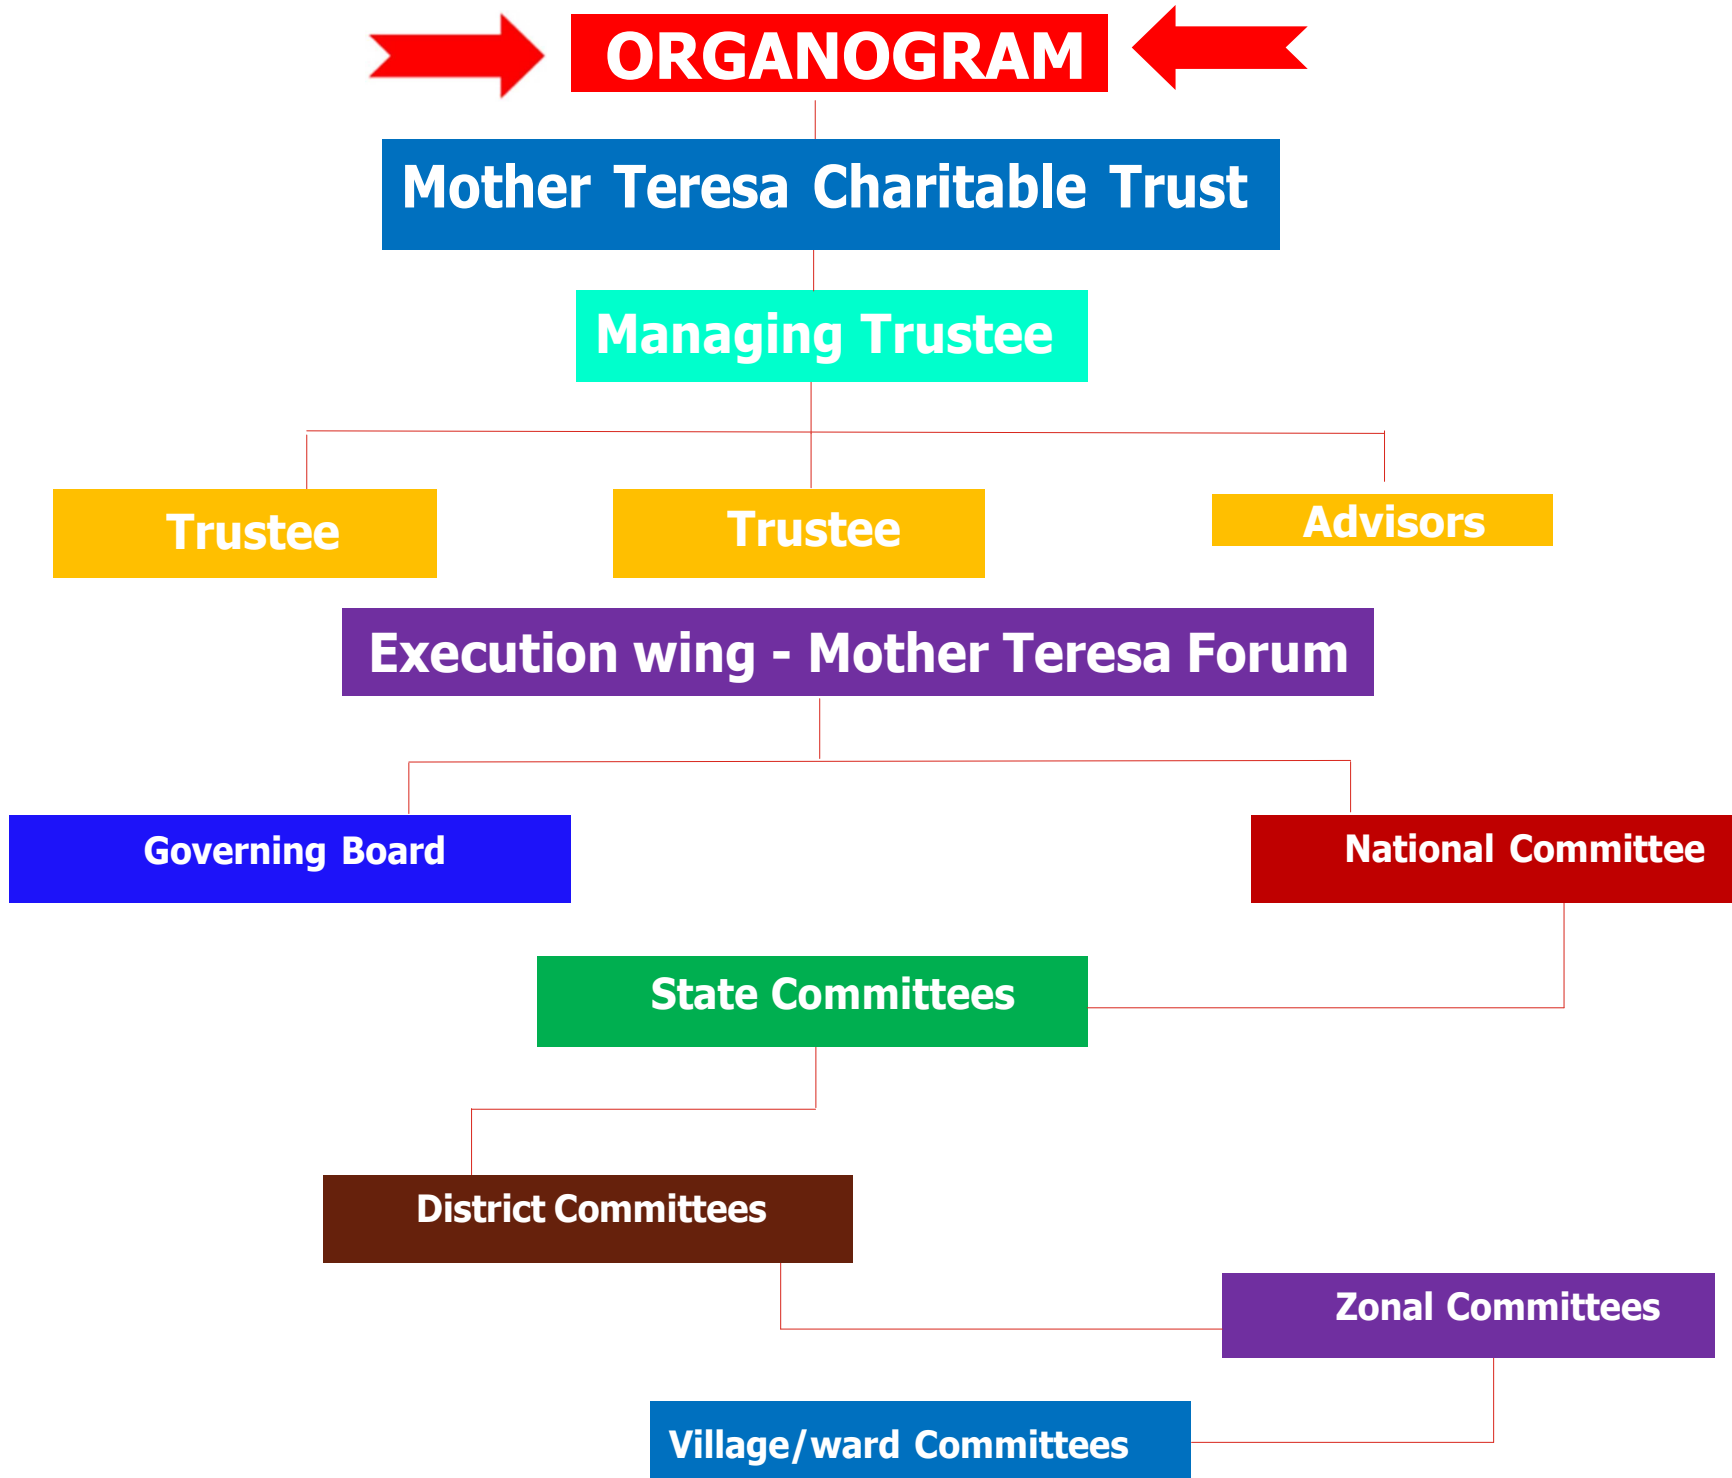 ORGANOGRAM
Mother Teresa Charitable Trust
Managing Trustee
Trustee
Trustee
Advisors
Execution wing - Mother Teresa Forum
Governing Board
National Committee
State Committees
District Committees
Zonal Committees
Village/ward Committees